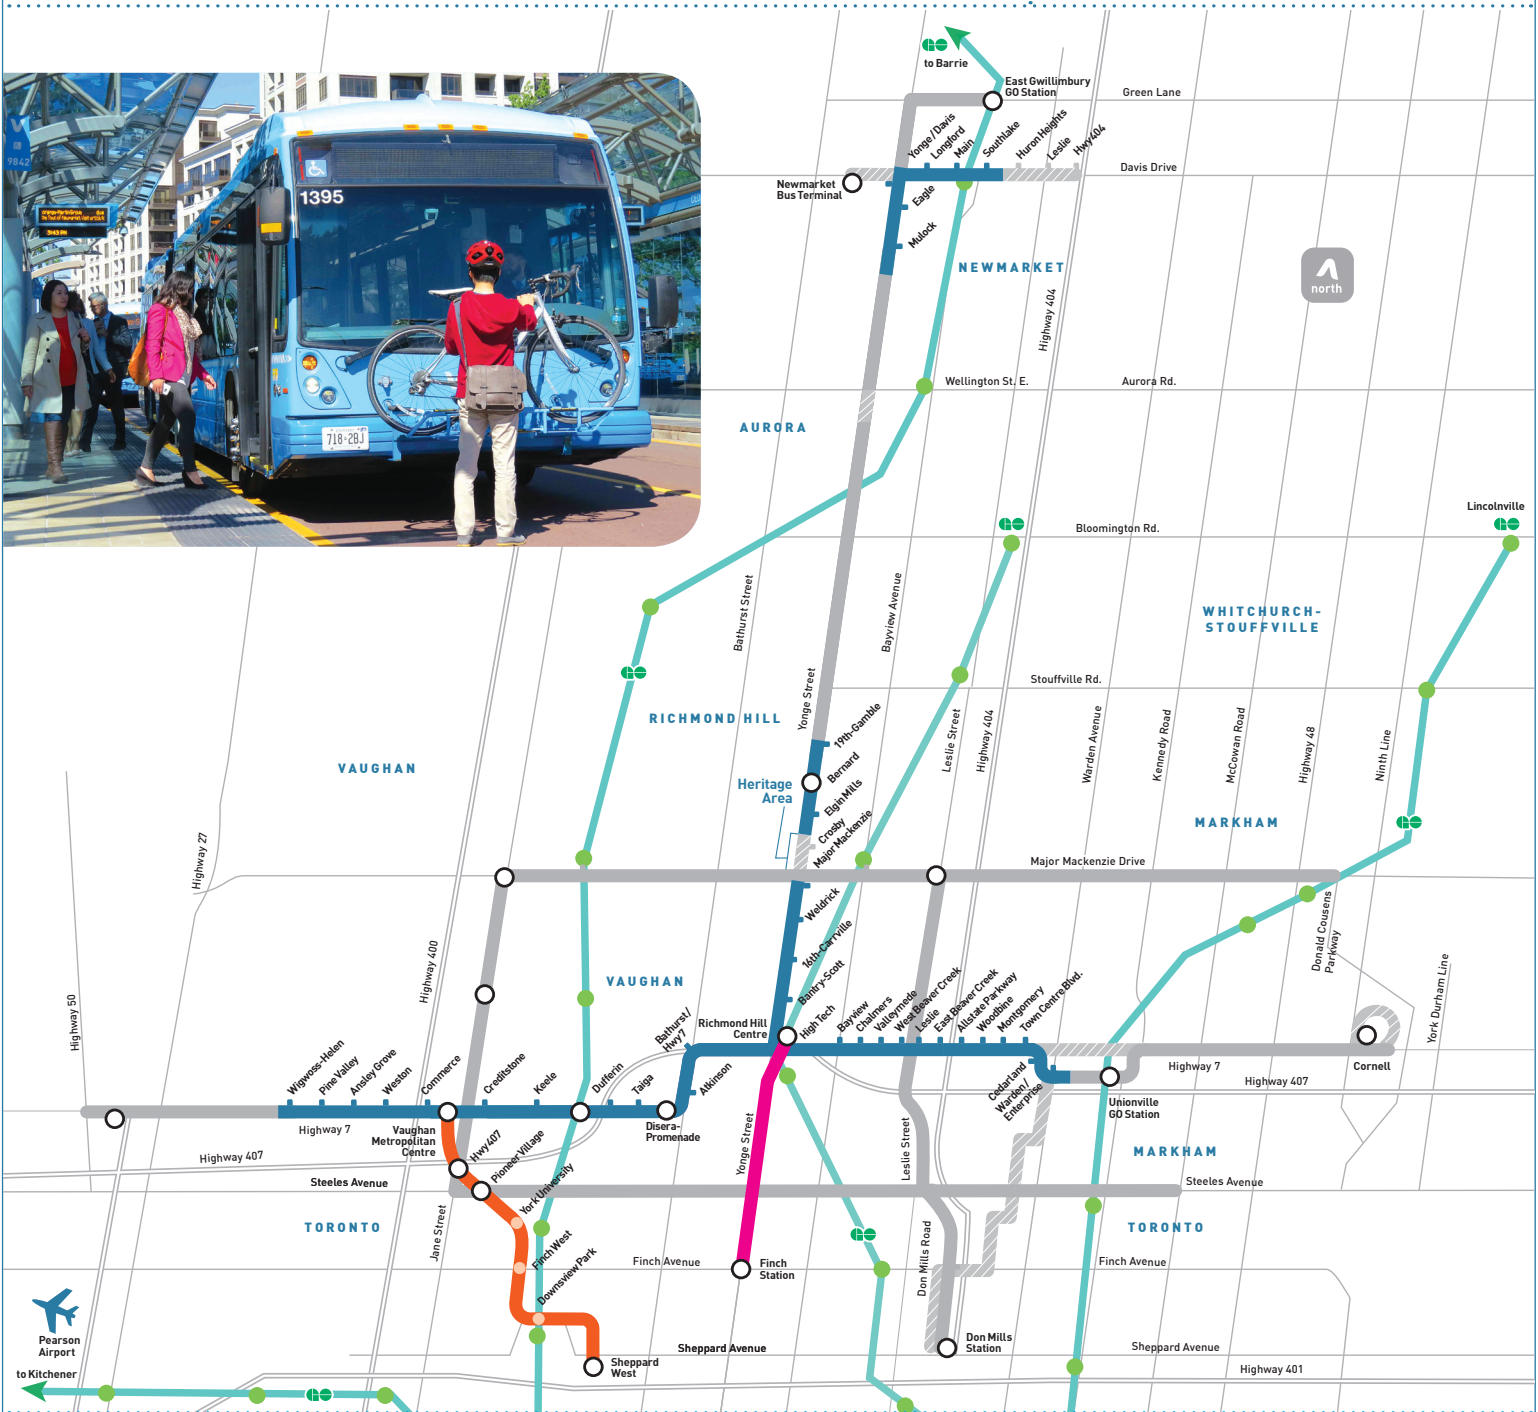 to Barrie
East Gwillimbury
GO Station
Green Lane
Yonge/Davis
Longford
Main
Southlake
Huron Heights
Leslie
Hwy404
Davis Drive
Newmarket
Bus Terminal
Eagle
Mulock
NEWMARKET
north
Highway 404
9842
1395
718-2BJ
Wellington St. E.
Aurora Rd.
AURORA
Lincolnville
Bloomington Rd.
Bathurst Street
Bayview Avenue
WHITCHURCH-
STOUFFVILLE
Stouffville Rd.
Yonge Street
RICHMOND HILL
19th-Gamble
Leslie Street
Highway 404
Warden Avenue
Kennedy Road
McCowan Road
Highway 48
Ninth Line
VAUGHAN
Bernard
Heritage
Area
Elgin Mills
Crosby
Major Mackenzie
MARKHAM
Highway 27
Major Mackenzie Drive
Weldrick
Donald Cousens
Parkway
16th-Carrville
Highway 400
VAUGHAN
Bantry-Scott
York Durham Line
Highway 50
Richmond Hill
Centre
High Tech
Bathurst/
Hwy 7
Bayview
Chalmers
Valleymede
West Beaver Creek
Leslie
East Beaver Creek
Allstate Parkway
Woodbine
Montgomery
Town Centre Blvd.
Wigwoss-Helen
Pine Valley
Ansley Grove
Weston
Commerce
Creditstone
Keele
Dufferin
Taiga
Atkinson
Cedarland
Warden/
Enterprise
Highway 7
Cornell
Highway 407
Unionville
GO Station
Highway 7
Vaughan
Metropolitan
Centre
Disera-
Promenade
Hwy407
Pioneer Village
Highway 407
Yonge Street
Leslie Street
MARKHAM
Steeles Avenue
York University
Steeles Avenue
TORONTO
Jane Street
Finch West
Downsview Park
Finch Avenue
Finch
Station
Don Mills Road
TORONTO
Finch Avenue
Pearson
Airport
to Kitchener
Sheppard Avenue
Sheppard
West
Don Mills
Station
Sheppard Avenue
Highway 401